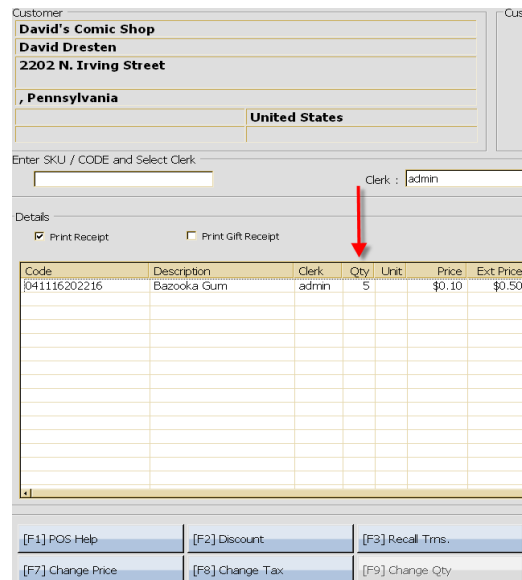 Customer
Cus
David's Comic Shop
David Dresten
2202 N. Irving Street
, Pennsylvania
United States
Enter SKU / CODE and Select Clerk
Clerk : admin
Details
Print Receipt Print Gift Receipt
Code Description Clerk Qty Unit Price Ext Price
041116202216 Bazooka Gum admin 5 $0.10 $0.50
[F1] POS Help [F2] Discount [F3] Recall Trns.
[F7] Change Price [F8] Change Tax [F9] Change Qty